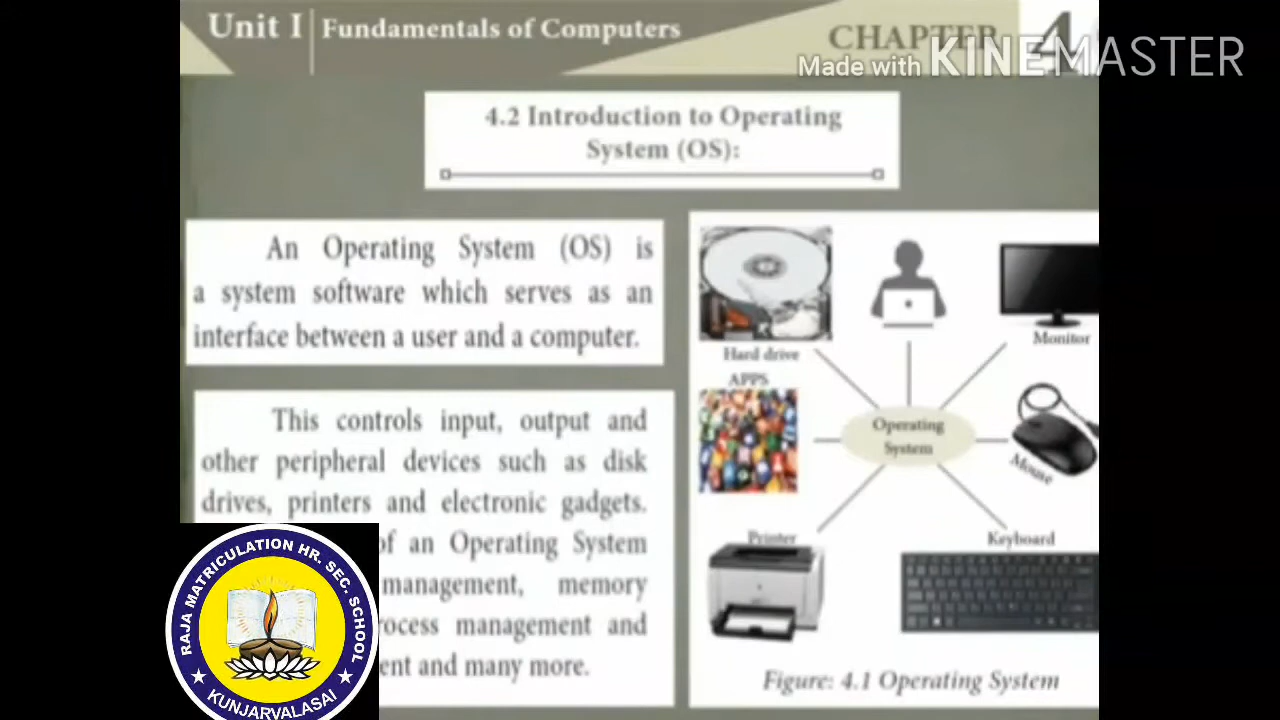 Unit I
Fundamentals of Computers
CHAPTER 4
Made with KINEMASTER
4.2 Introduction to Operating
System (OS):
An Operating System (OS) is
a system software which serves as an
interface between a user and a computer.
This controls input, output and
other peripheral devices such as disk
drives, printers and electronic gadgets.
of an Operating System
management, memory
management and
and many more.
Hard drive
Monitor
APPS
Operating
System
Mouse
Printer
Keyboard
Figure: 4.1 Operating System
RAJA MATRICULATION HR. SEC. SCHOOL
KUNJARVALASAI